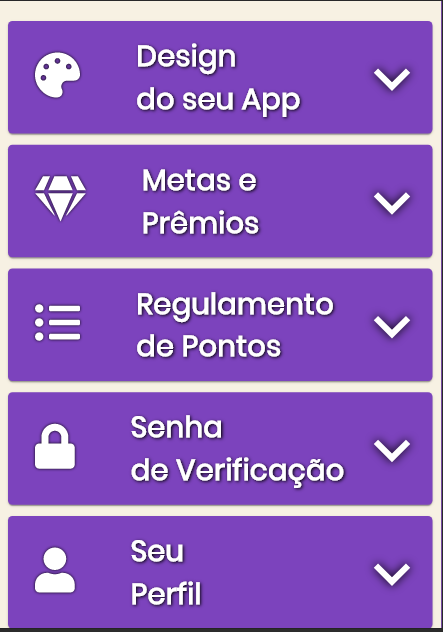 Design
do seu App
Metas e
Prêmios
Regulamento
de Pontos
Senha
de Verificação
Seu
Perfil